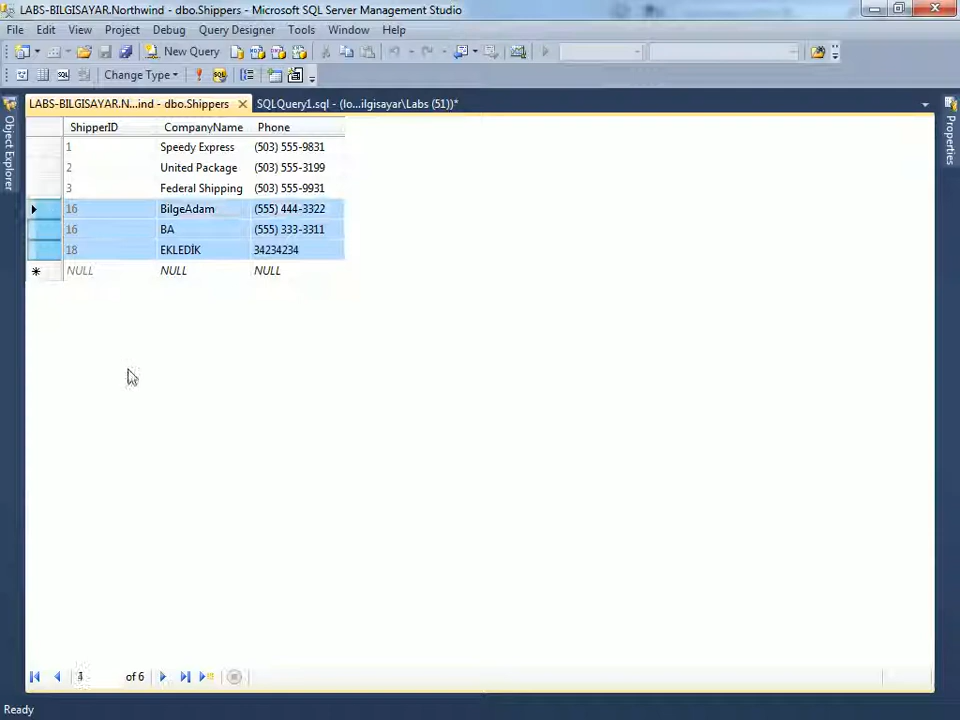 LABS-BILGISAYAR.Northwind - dbo.Shippers - Microsoft SQL Server Management Studio
File Edit View Project Debug Query Designer Tools Window Help
New Query
Change Type
LABS-BILGISAYAR.N...ind - dbo.Shippers SQLQuery1.sql - (lo...ilgisayar\Labs (51))*
Object Explorer
Properties
ShipperID CompanyName Phone
1 Speedy Express (503) 555-9831
2 United Package (503) 555-3199
3 Federal Shipping (503) 555-9931
16 BilgeAdam (555) 444-3322
16 BA (555) 333-3311
18 EKLEDİK 34234234
NULL NULL NULL
4 of 6
Ready